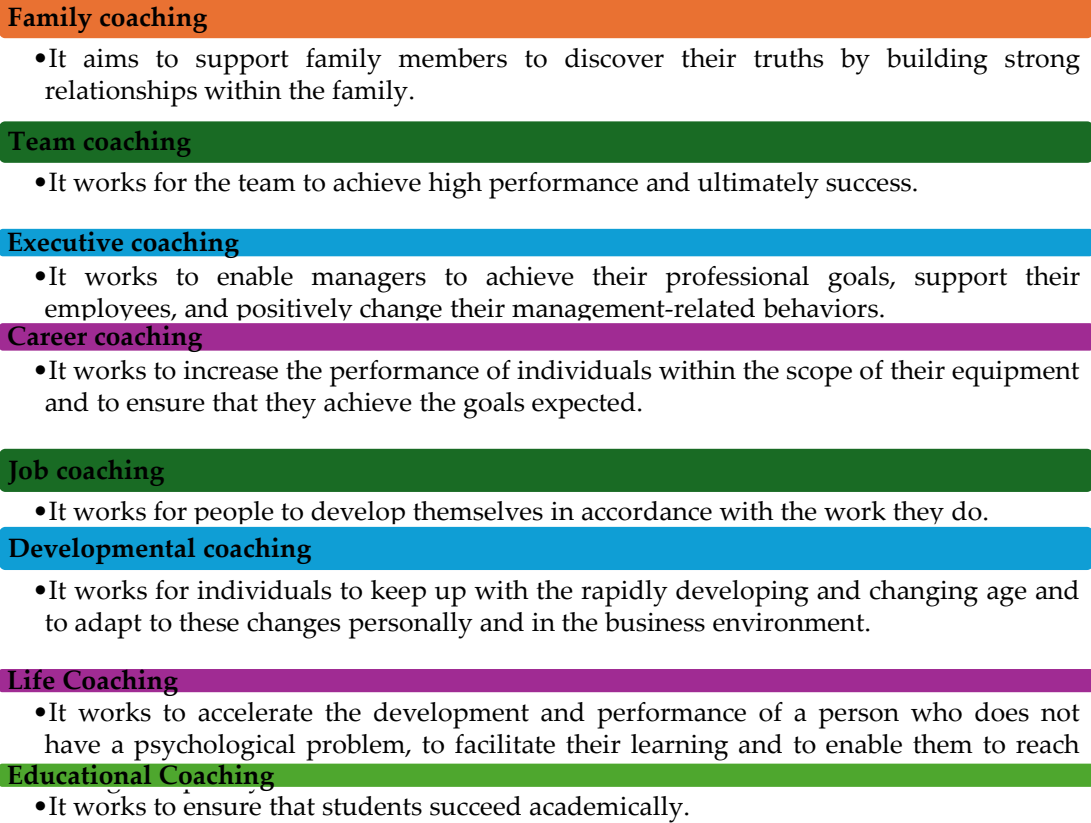 Family coaching
•It aims to support family members to discover their truths by building strong
relationships within the family.
Team coaching
•It works for the team to achieve high performance and ultimately success.
Executive coaching
•It works to enable managers to achieve their professional goals, support their
employees, and positively change their management-related behaviors.
Career coaching
•It works to increase the performance of individuals within the scope of their equipment
and to ensure that they achieve the goals expected.
Job coaching
•It works for people to develop themselves in accordance with the work they do.
Developmental coaching
•It works for individuals to keep up with the rapidly developing and changing age and
to adapt to these changes personally and in the business environment.
Life Coaching
•It works to accelerate the development and performance of a person who does not
have a psychological problem, to facilitate their learning and to enable them to reach
Educational Coaching
•It works to ensure that students succeed academically.